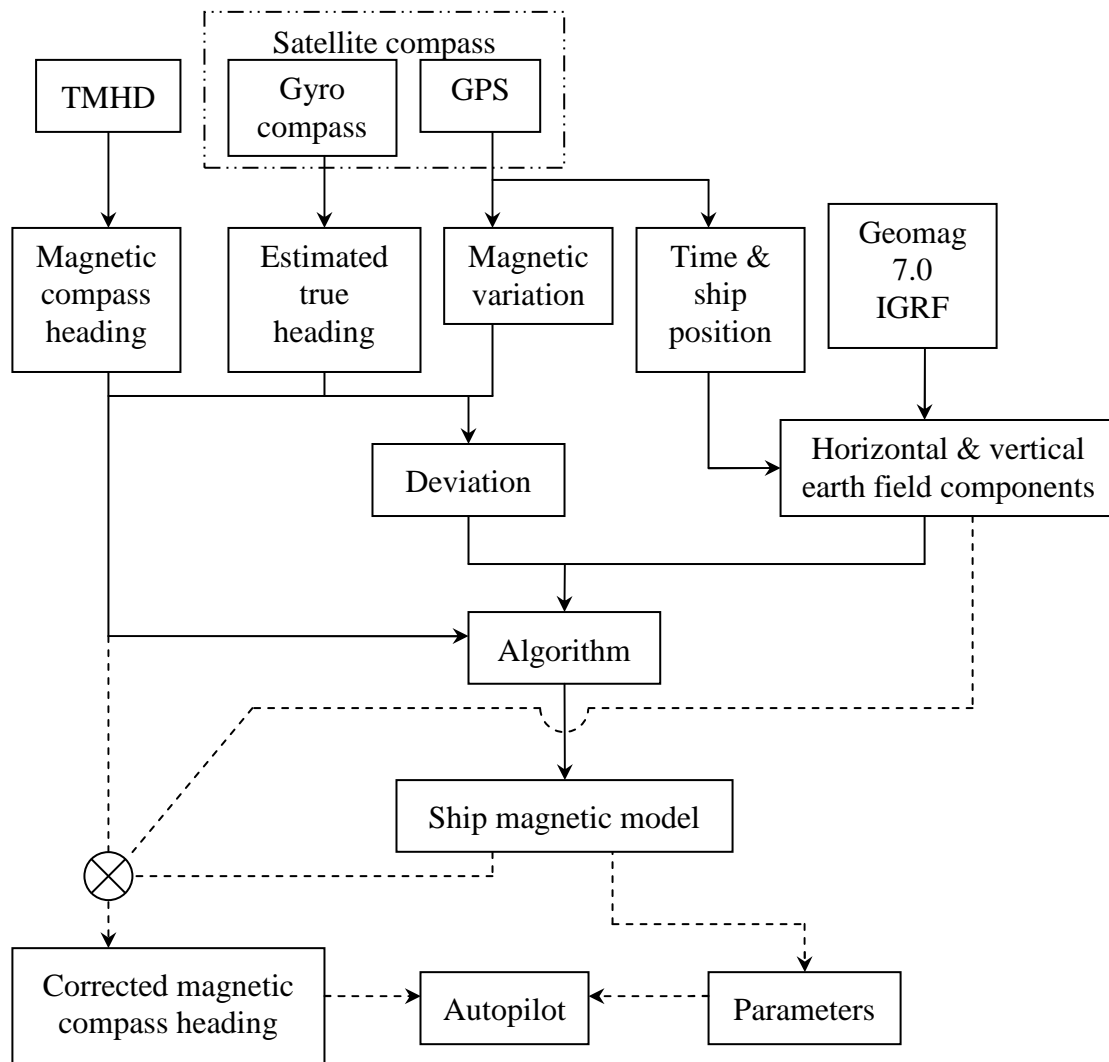 Satellite compass
TMHD
Gyro
compass
GPS
Magnetic
compass
heading
Estimated
true
heading
Magnetic
variation
Time &
ship
position
Geomag
7.0
IGRF
Deviation
Horizontal & vertical
earth field components
Algorithm
Ship magnetic model
Corrected magnetic
compass heading
Autopilot
Parameters